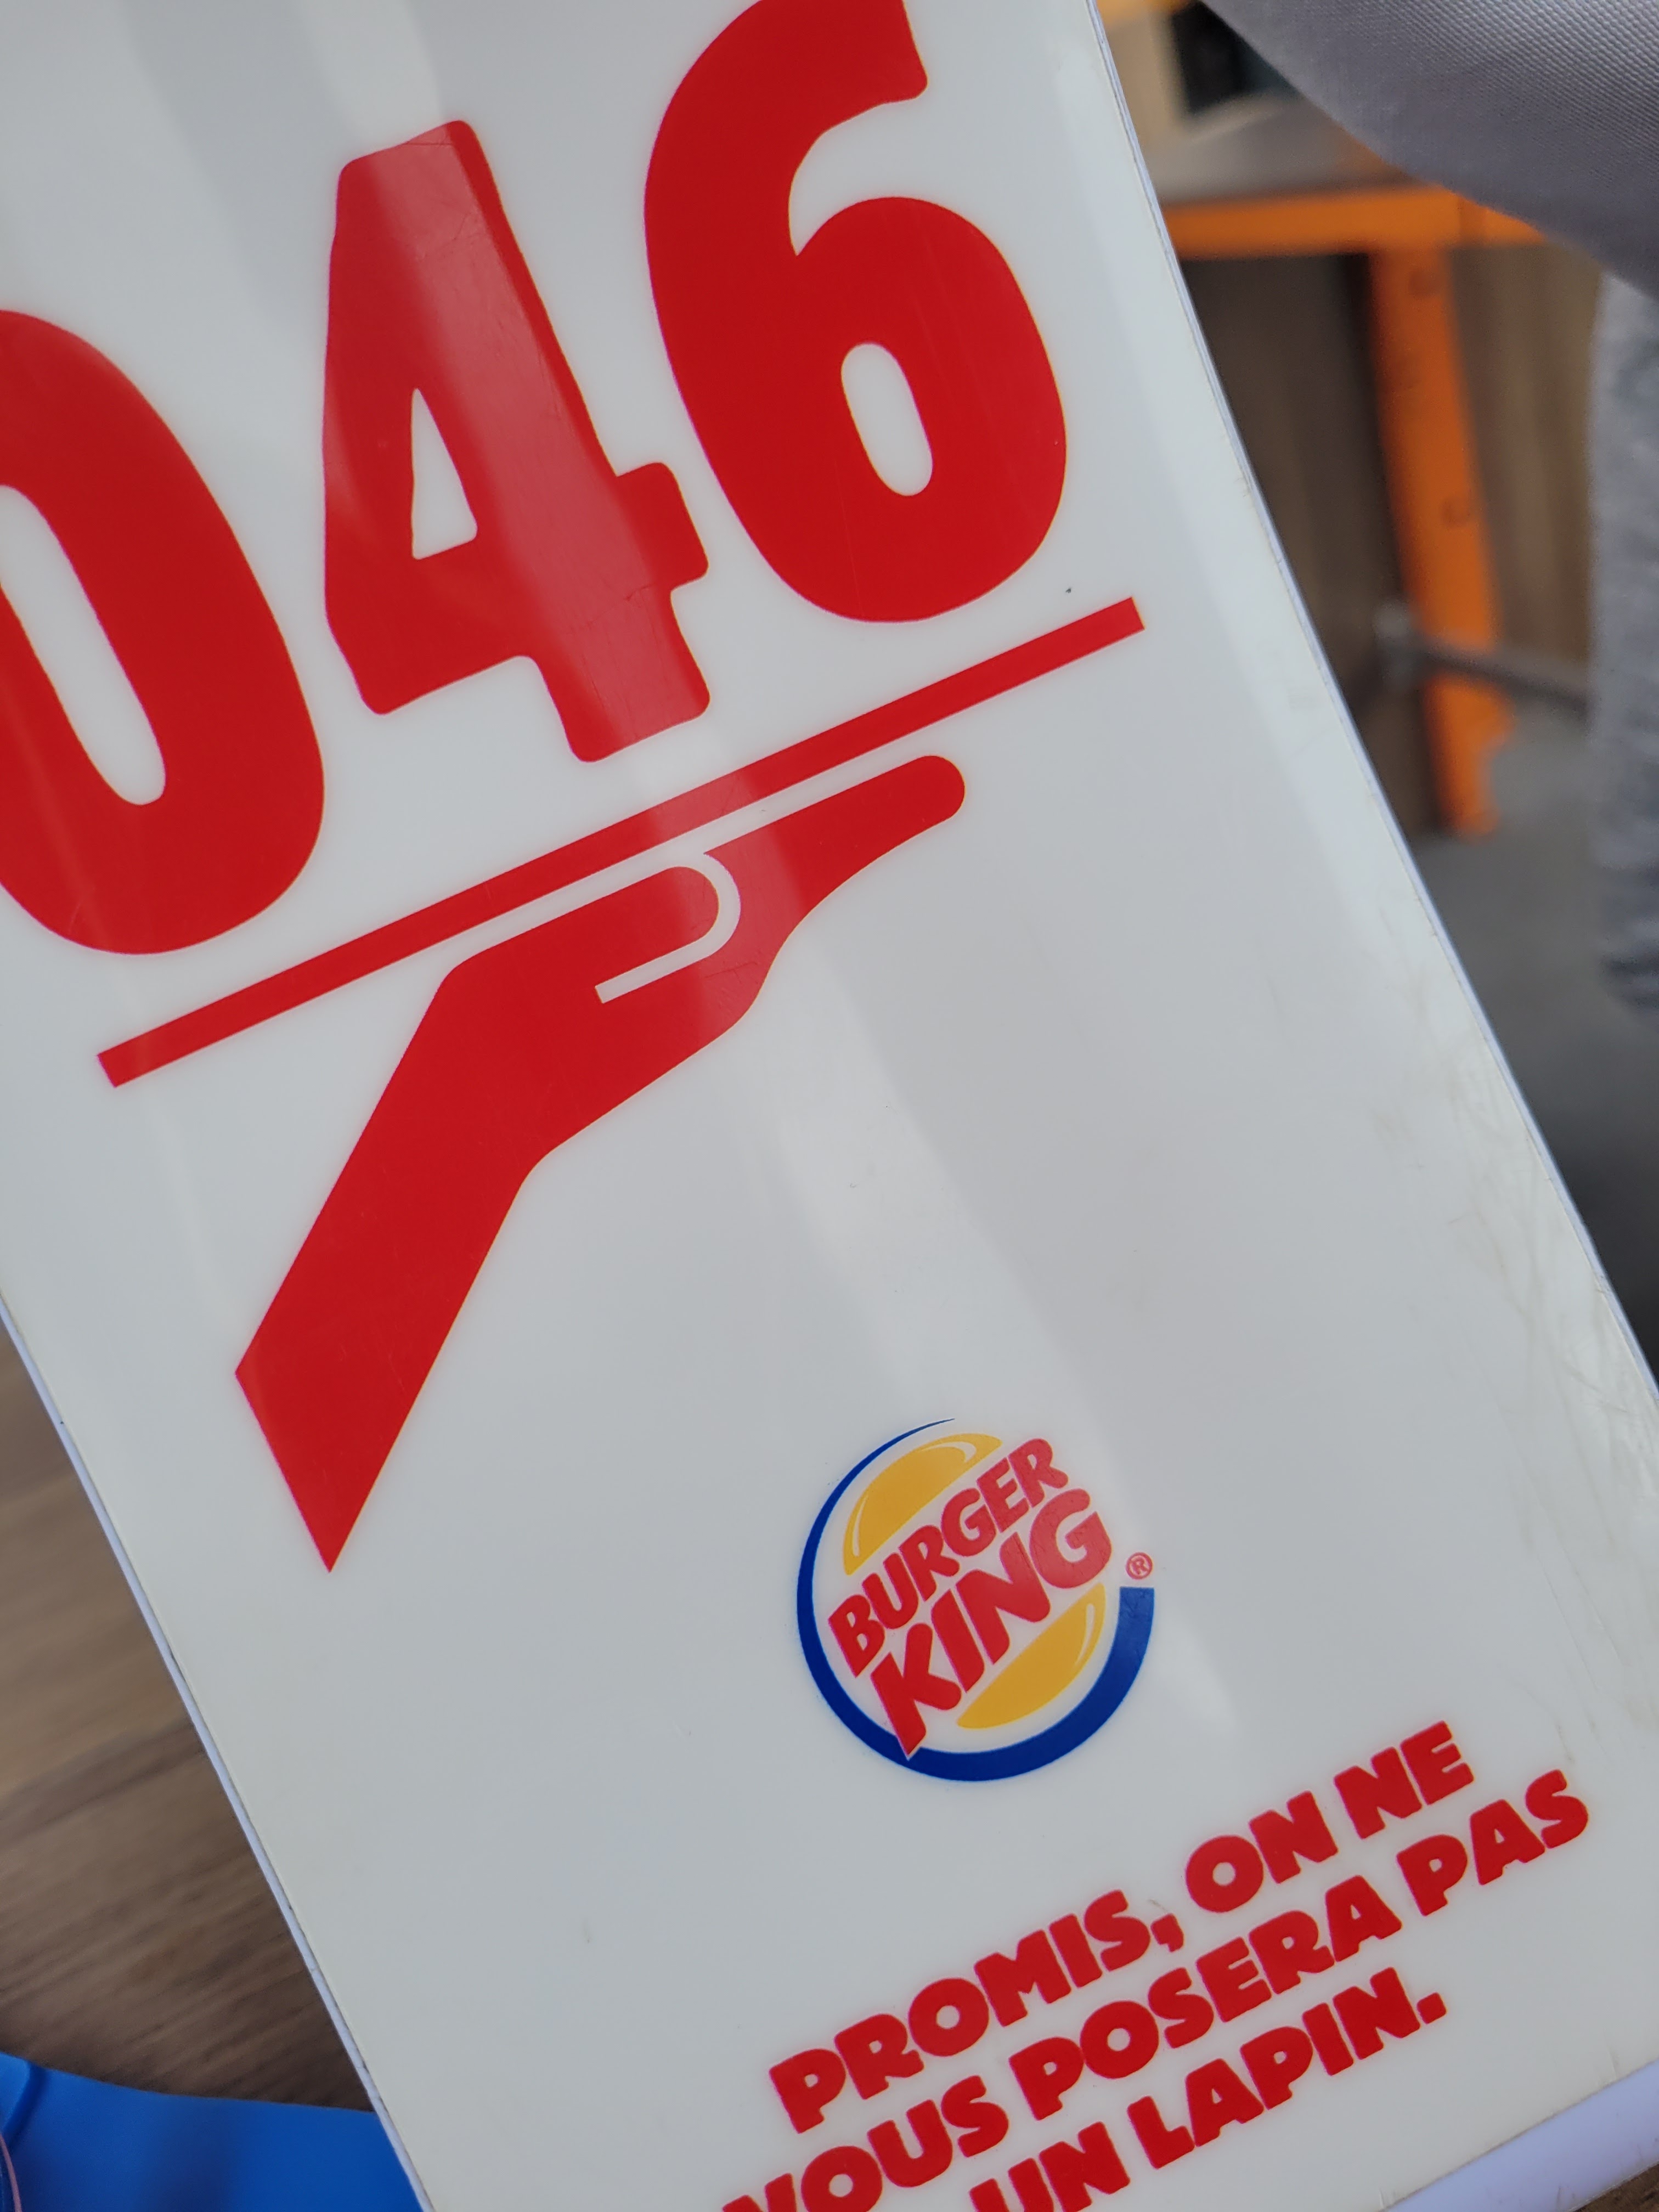 046
BURGER
KING®
PROMIS, ON NE
VOUS POSERA PAS
UN LAPIN.